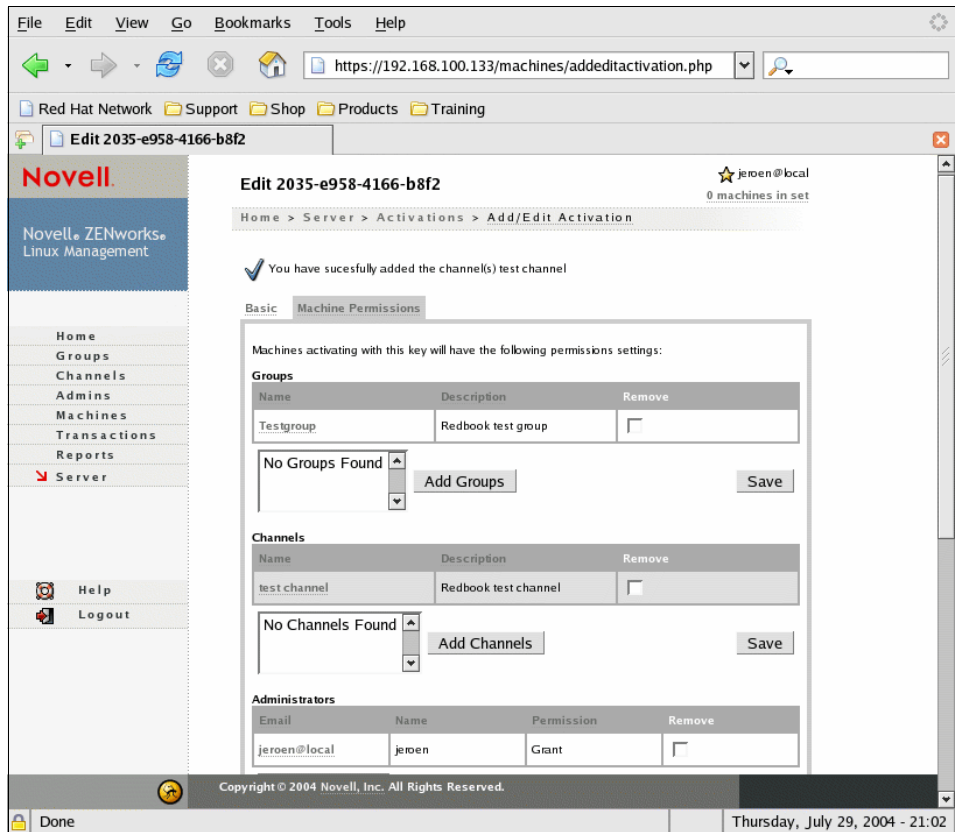 File Edit View Go Bookmarks Tools Help
https://192.168.100.133/machines/addeditactivation.php
Red Hat Network Support Shop Products Training
Edit 2035-e958-4166-b8f2
Novell.
Novell® ZENworks®
Linux Management
Home
Groups
Channels
Admins
Machines
Transactions
Reports
Server
Help
Logout
Edit 2035-e958-4166-b8f2
jeroen@local
0 machines in set
Home > Server > Activations > Add/Edit Activation
You have sucesfully added the channel(s) test channel
Basic Machine Permissions
Machines activating with this key will have the following permissions settings:
Groups
Name Description Remove
Testgroup Redbook test group
No Groups Found Add Groups Save
Channels
Name Description Remove
test channel Redbook test channel
No Channels Found Add Channels Save
Administrators
Email Name Permission Remove
jeroen@local jeroen Grant
Copyright © 2004 Novell, Inc. All Rights Reserved.
Done Thursday, July 29, 2004 - 21:02